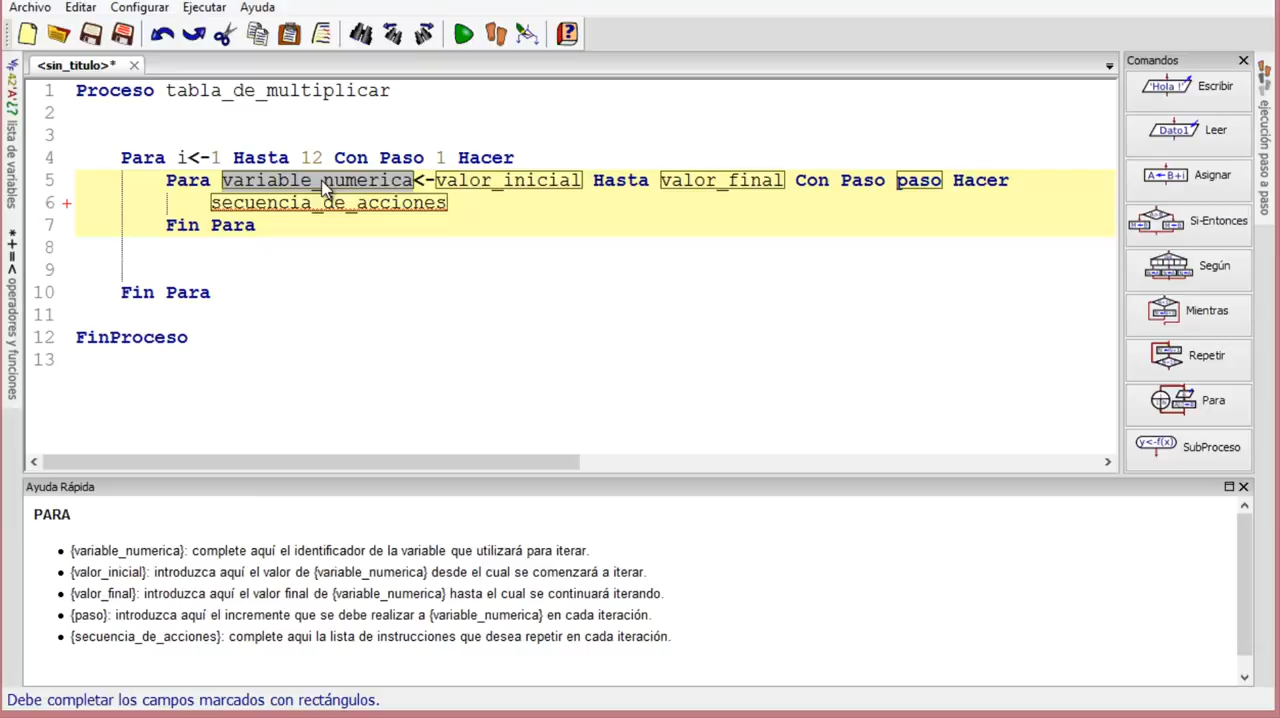 Archivo Editar Configurar Ejecutar Ayuda
<sin_titulo>*
1 Proceso tabla_de_multiplicar
2
3
4 Para i<-1 Hasta 12 Con Paso 1 Hacer
5 Para variable_numerica<-valor_inicial Hasta valor_final Con Paso paso Hacer
6 + secuencia_de_acciones
7 Fin Para
8
9
10 Fin Para
11
12 FinProceso
13
lista de variables
*+=< operadores y funciones
Comandos
'Hola !' Escribir
Dato1 Leer
A←B+i Asignar
Si-Entonces
Según
Mientras
Repetir
Para
y<-f(x) SubProceso
ejecución paso a paso
Ayuda Rápida
PARA
• {variable_numerica}: complete aquí el identificador de la variable que utilizará para iterar.
• {valor_inicial}: introduzca aquí el valor de {variable_numerica} desde el cual se comenzará a iterar.
• {valor_final}: introduzca aquí el valor final de {variable_numerica} hasta el cual se continuará iterando.
• {paso}: introduzca aquí el incremente que se debe realizar a {variable_numerica} en cada iteración.
• {secuencia_de_acciones}: complete aqui la lista de instrucciones que desea repetir en cada iteración.
Debe completar los campos marcados con rectángulos.